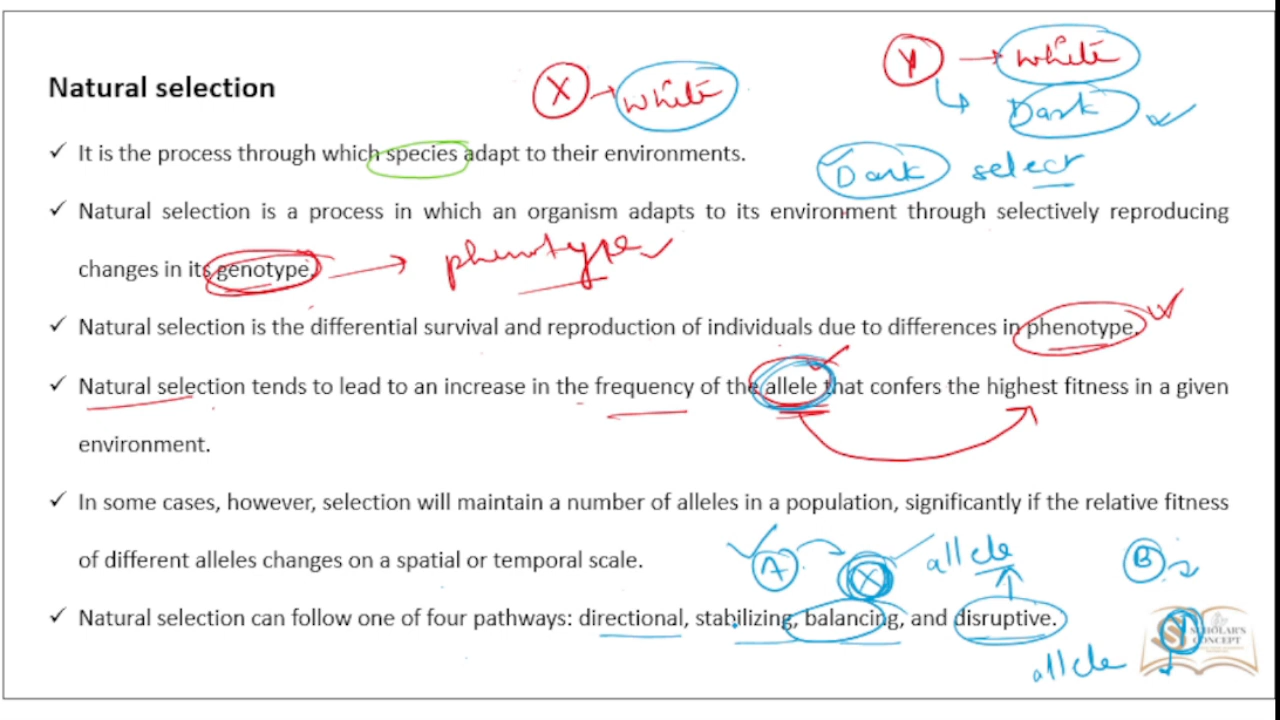 Y → White
Natural selection
X → White
Dark
✓ It is the process through which species adapt to their environments.
Dark select
✓ Natural selection is a process in which an organism adapts to its environment through selectively reproducing
changes in its genotype. → phenotype
✓ Natural selection is the differential survival and reproduction of individuals due to differences in phenotype.
✓ Natural selection tends to lead to an increase in the frequency of the allele that confers the highest fitness in a given
environment.
✓ In some cases, however, selection will maintain a number of alleles in a population, significantly if the relative fitness
of different alleles changes on a spatial or temporal scale.
A X allele B
✓ Natural selection can follow one of four pathways: directional, stabilizing, balancing, and disruptive.
Y
SCHOLAR'S
CONCEPT
allele